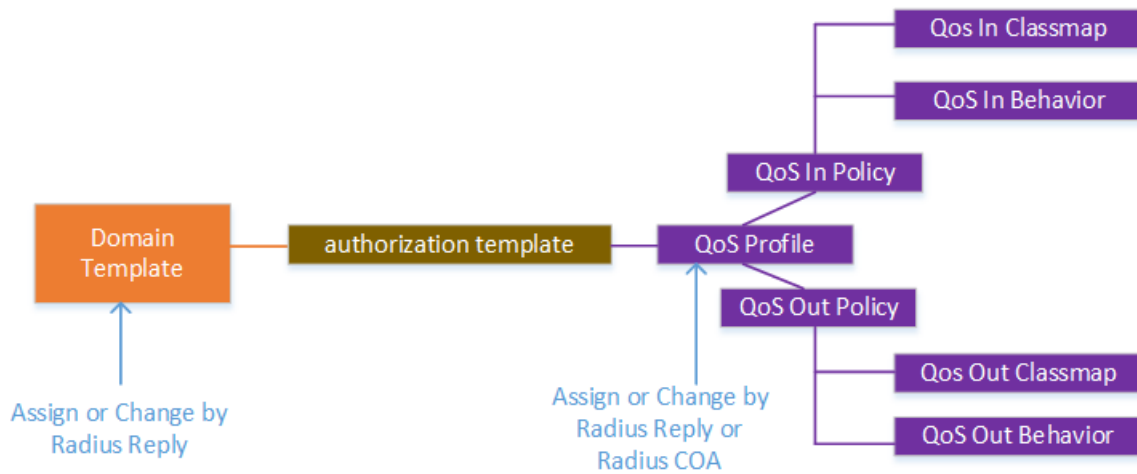 Qos In Classmap
QoS In Behavior
QoS In Policy
Domain
Template
authorization template
QoS Profile
QoS Out Policy
Qos Out Classmap
QoS Out Behavior
Assign or Change by
Radius Reply
Assign or Change by
Radius Reply or
Radius COA